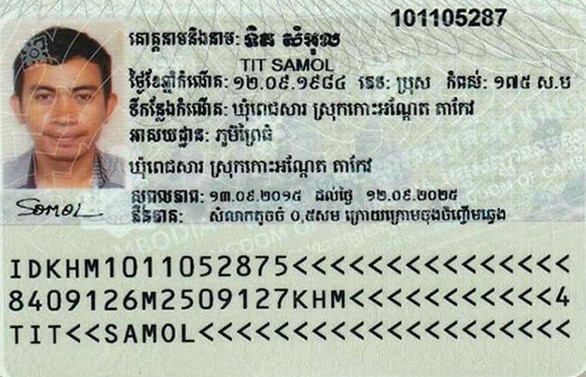 101105287
គោត្តនាមនិងនាម: ទិត សំអុល
TIT SAMOL
ថ្ងៃខែឆ្នាំកំណើត: ១២.០៩.១៩៨៤ ភេទ: ប្រុស កំពស់: ១៧៥ ស.ម
ទីកន្លែងកំណើត: ឃុំពេជសារ ស្រុកកោះអណ្តែត តាកែវ
អាសយដ្ឋាន: ភូមិព្រៃធំ
ឃុំពេជសារ ស្រុកកោះអណ្តែត តាកែវ
សុពលភាព: ១៣.០៩.២០១៥ ដល់ថ្ងៃ ១២.០៩.២០២៥
ភិនភាគ: សំលាកតូចចំ ០,៥សម ក្រោយក្រោមចុងចិញ្ចើមឆ្វេង
SAMOL
IDKHM1011052875<<<<<<<<<<<<<<<
8409126M2509127KHM<<<<<<<<<<<4
TIT<<SAMOL<<<<<<<<<<<<<<<<<<<<